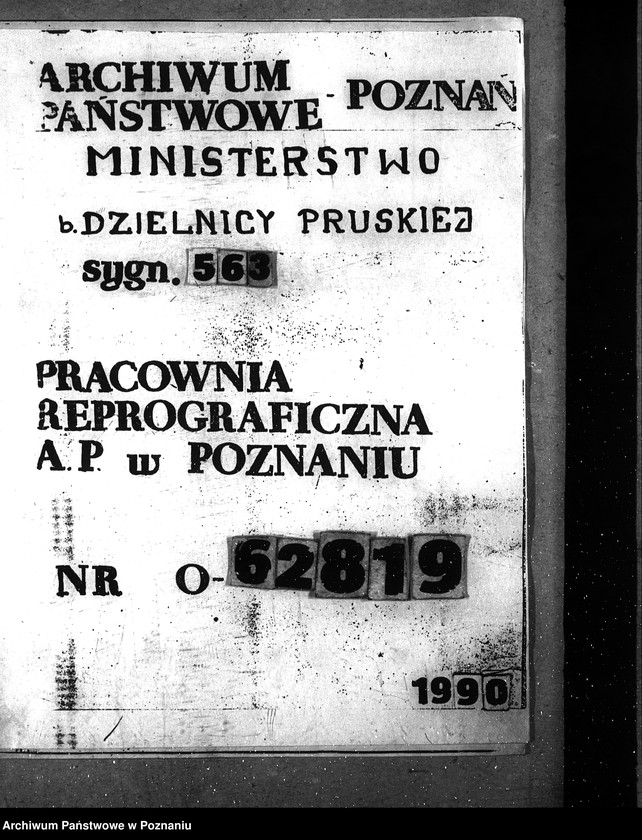 ARCHIWUM
PAŃSTWOWE - POZNAŃ
MINISTERSTWO
b. DZIELNICY PRUSKIEJ
sygn. 563
PRACOWNIA
REPROGRAFICZNA
A. P. w POZNANIU
NR O-62819
1990
Archiwum Państwowe w Poznaniu